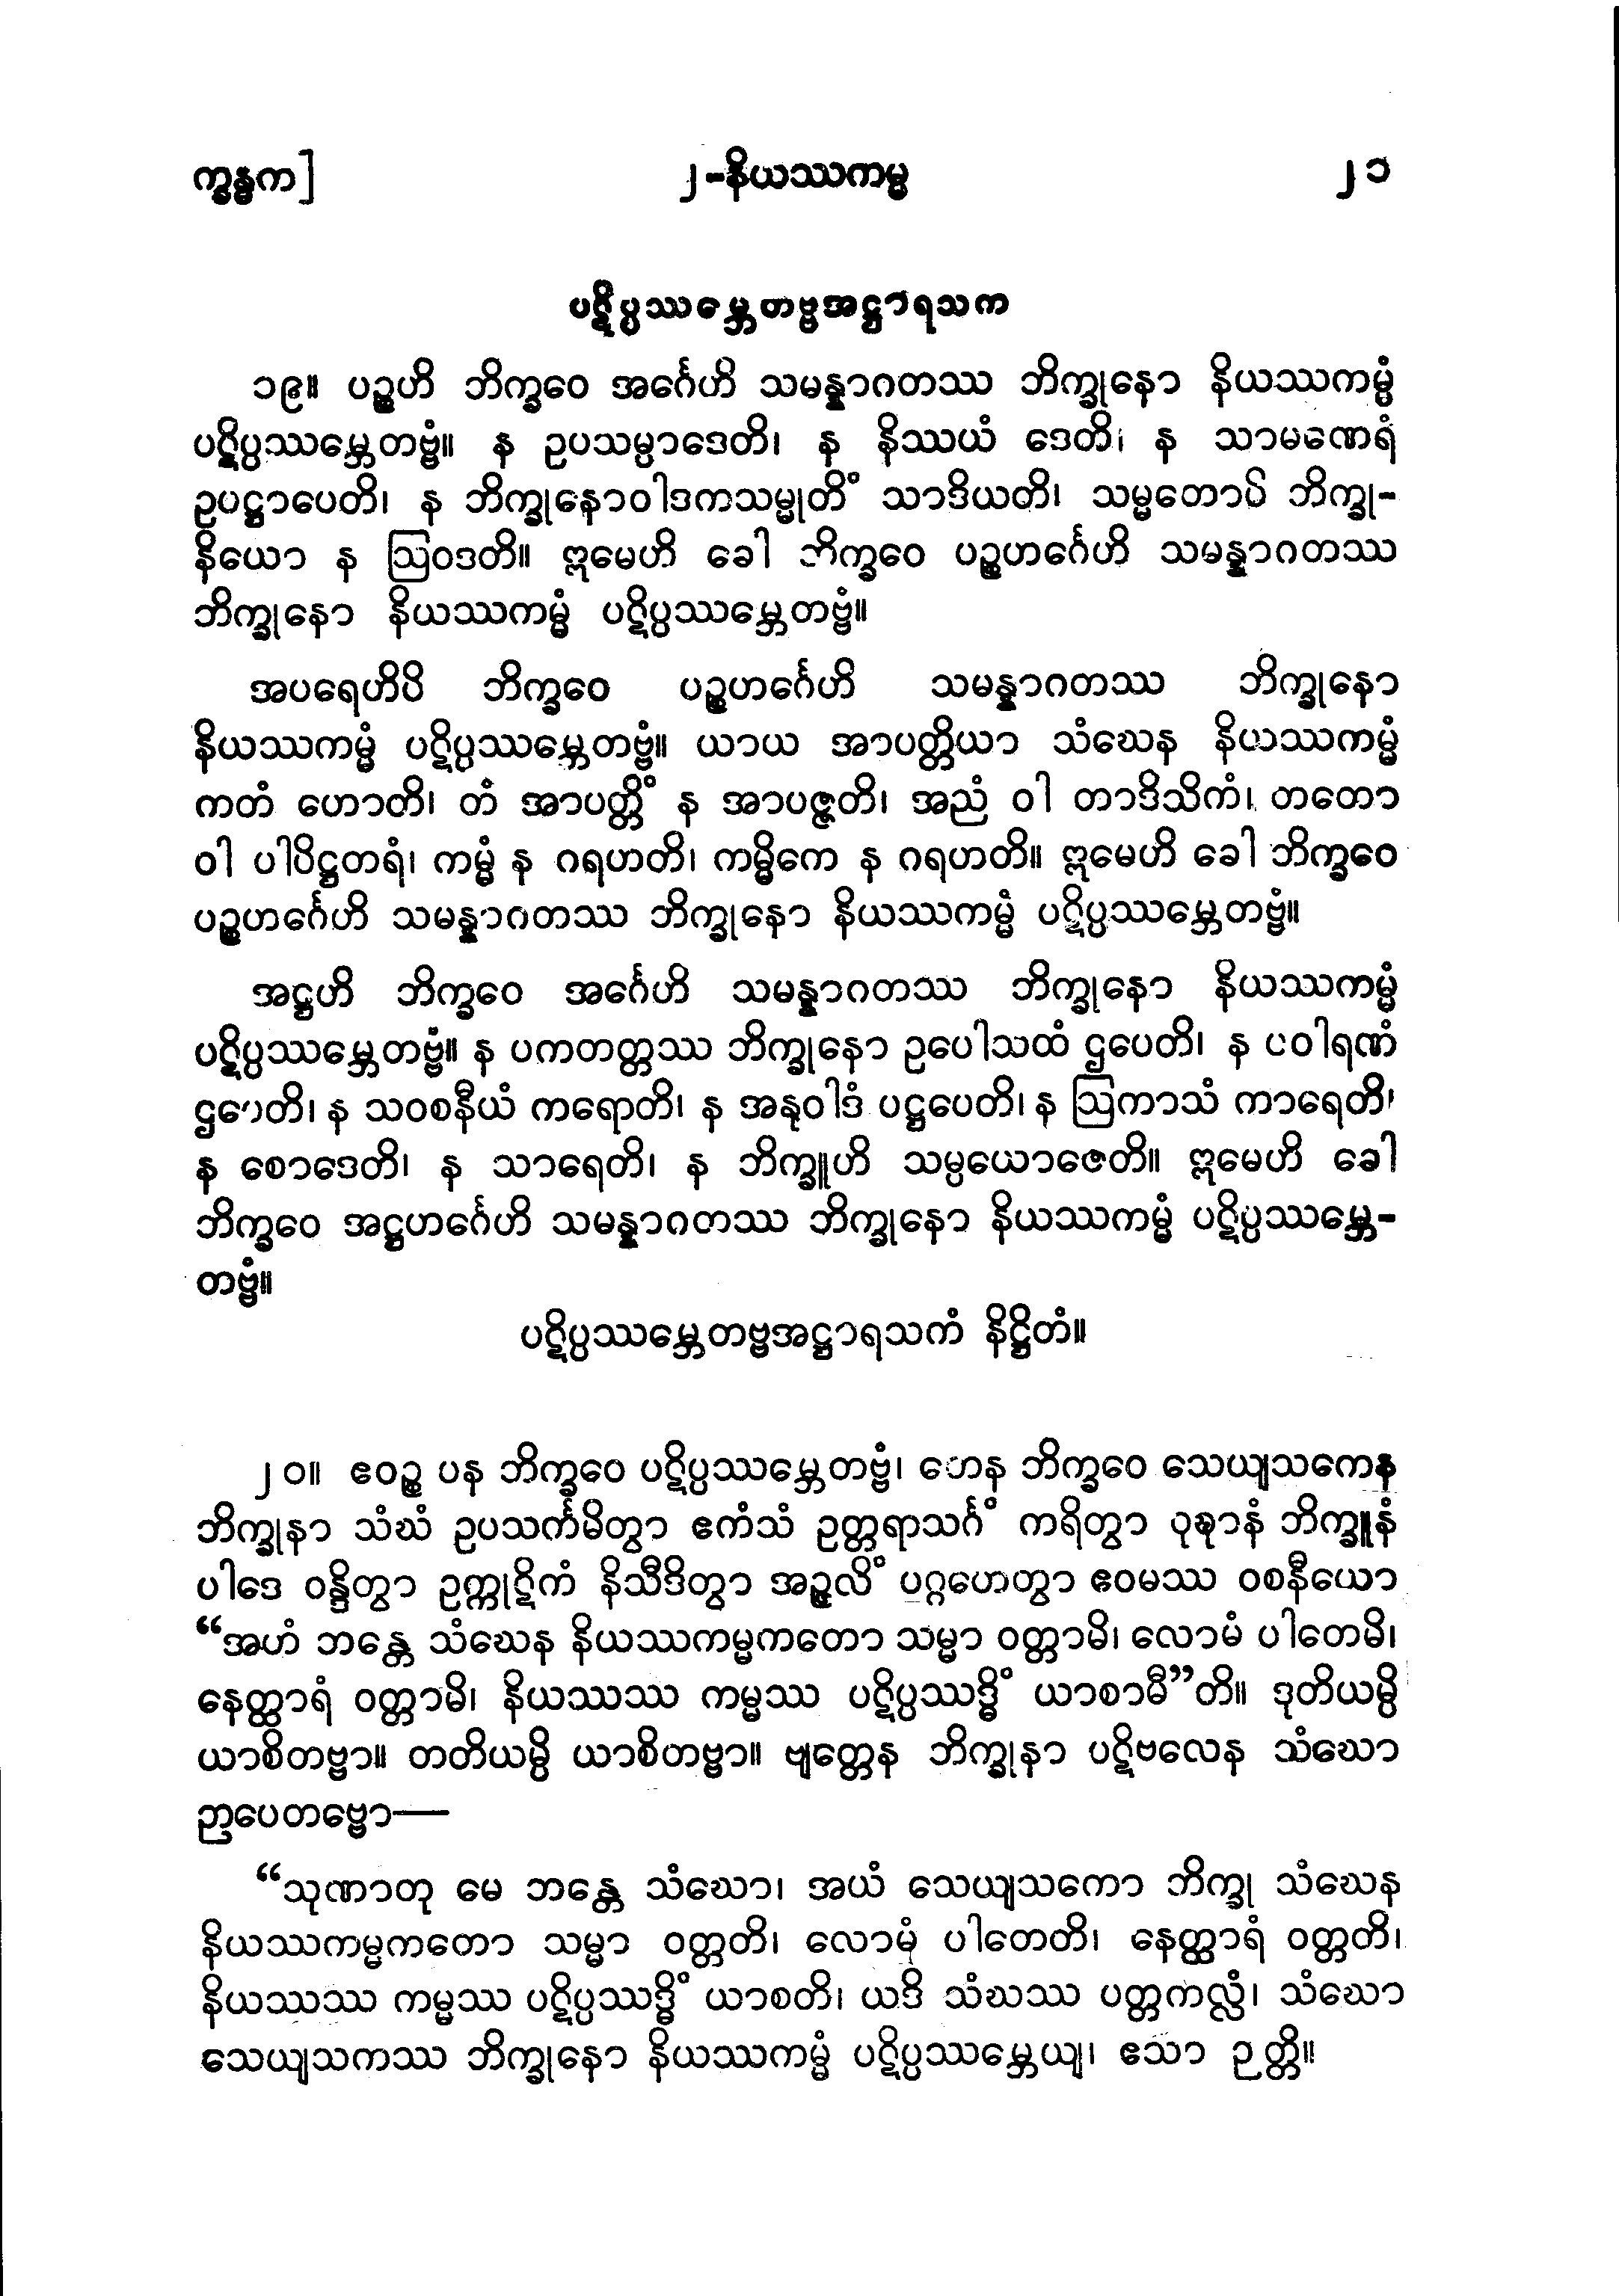 က္ခန္ဓက] ၂-နိယဿကမ္မ ၂၁
ပဋိပ္ပဿမ္ဘေတဗ္ဗအဋ္ဌာရသက
၁၉။ ပဉ္စဟိ ဘိက္ခဝေ အင်္ဂေဟိ သမန္နာဂတဿ ဘိက္ခုနော နိယဿကမ္မံ
ပဋိပ္ပဿမ္ဘေတဗ္ဗံ။ န ဥပသမ္ပာဒေတိ၊ န နိဿယံ ဒေတိ၊ န သာမဏေရံ
ဥပဋ္ဌာပေတိ၊ န ဘိက္ခုနောဝါဒကသမ္မုတိံ သာဒိယတိ၊ သမ္မတောပိ ဘိက္ခု-
နိယော န ဩဝဒတိ။ ဣမေဟိ ခေါ ဘိက္ခဝေ ပဉ္စဟင်္ဂေဟိ သမန္နာဂတဿ
ဘိက္ခုနော နိယဿကမ္မံ ပဋိပ္ပဿမ္ဘေတဗ္ဗံ။
အပရေဟိပိ ဘိက္ခဝေ ပဉ္စဟင်္ဂေဟိ သမန္နာဂတဿ ဘိက္ခုနော
နိယဿကမ္မံ ပဋိပ္ပဿမ္ဘေတဗ္ဗံ။ ယာယ အာပတ္တိယာ သံဃေန နိယဿကမ္မံ
ကတံ ဟောတိ၊ တံ အာပတ္တိံ န အာပဇ္ဇတိ၊ အညံ ဝါ တာဒိသိကံ၊ တတော
ဝါ ပါပိဋ္ဌတရံ၊ ကမ္မံ န ဂရဟတိ၊ ကမ္မိကေ န ဂရဟတိ။ ဣမေဟိ ခေါ ဘိက္ခဝေ
ပဉ္စဟင်္ဂေဟိ သမန္နာဂတဿ ဘိက္ခုနော နိယဿကမ္မံ ပဋိပ္ပဿမ္ဘေတဗ္ဗံ။
အဋ္ဌဟိ ဘိက္ခဝေ အင်္ဂေဟိ သမန္နာဂတဿ ဘိက္ခုနော နိယဿကမ္မံ
ပဋိပ္ပဿမ္ဘေတဗ္ဗံ။ န ပကတတ္တဿ ဘိက္ခုနော ဥပေါသထံ ဌပေတိ၊ န ပဝါရဏံ
ဌပေတိ၊ န သဝစနီယံ ကရောတိ၊ န အနုဝါဒံ ပဋ္ဌပေတိ၊ န ဩကာသံ ကာရေတိ၊
န စောဒေတိ၊ န သာရေတိ၊ န ဘိက္ခူဟိ သမ္ပယောဇေတိ။ ဣမေဟိ ခေါ
ဘိက္ခဝေ အဋ္ဌဟင်္ဂေဟိ သမန္နာဂတဿ ဘိက္ခုနော နိယဿကမ္မံ ပဋိပ္ပဿမ္ဘေ-
တဗ္ဗံ။
ပဋိပ္ပဿမ္ဘေတဗ္ဗအဋ္ဌာရသကံ နိဋ္ဌိတံ။
၂၀။ ဧဝဉ္စ ပန ဘိက္ခဝေ ပဋိပ္ပဿမ္ဘေတဗ္ဗံ၊ တေန ဘိက္ခဝေ သေယျသကေန
ဘိက္ခုနာ သံဃံ ဥပသင်္ကမိတွာ ဧကံသံ ဥတ္တရာသင်္ဂံ ကရိတွာ ဝုဍ္ဎာနံ ဘိက္ခူနံ
ပါဒေ ဝန္ဒိတွာ ဥက္ကုဋိကံ နိသီဒိတွာ အဉ္ဇလိံ ပဂ္ဂဟေတွာ ဧဝမဿ ဝစနီယော
“အဟံ ဘန္တေ သံဃေန နိယဿကမ္မကတော သမ္မာ ဝတ္တာမိ၊ လောမံ ပါတေမိ၊
နေတ္ထာရံ ဝတ္တာမိ၊ နိယဿဿ ကမ္မဿ ပဋိပ္ပဿဒ္ဓိံ ယာစာမီ”တိ။ ဒုတိယမ္ပိ
ယာစိတဗ္ဗာ။ တတိယမ္ပိ ယာစိတဗ္ဗာ။ ဗျတ္တေန ဘိက္ခုနာ ပဋိဗလေန သံဃော
ဉာပေတဗ္ဗော—
“သုဏာတု မေ ဘန္တေ သံဃော၊ အယံ သေယျသကော ဘိက္ခု သံဃေန
နိယဿကမ္မကတော သမ္မာ ဝတ္တတိ၊ လောမံ ပါတေတိ၊ နေတ္ထာရံ ဝတ္တတိ၊
နိယဿဿ ကမ္မဿ ပဋိပ္ပဿဒ္ဓိံ ယာစတိ၊ ယဒိ သံဃဿ ပတ္တကလ္လံ၊ သံဃော
သေယျသကဿ ဘိက္ခုနော နိယဿကမ္မံ ပဋိပ္ပဿမ္ဘေယျ၊ ဧသာ ဉတ္တိ။